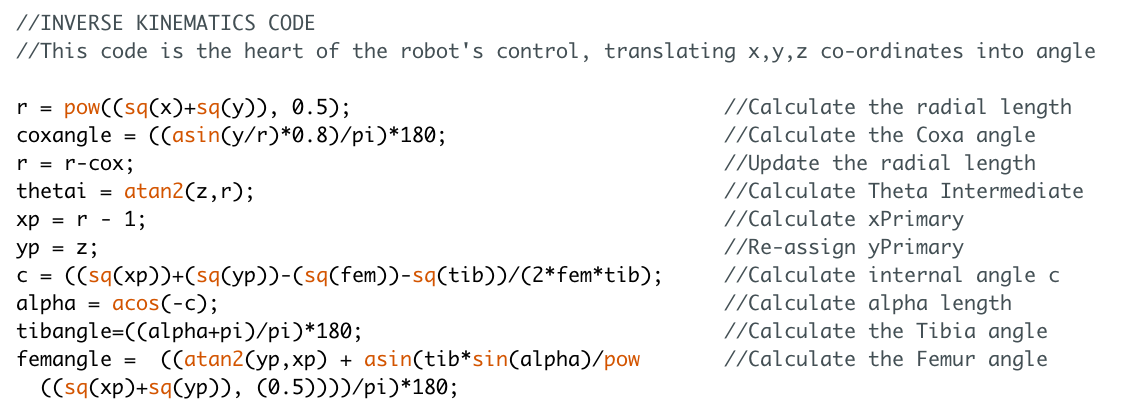 //INVERSE KINEMATICS CODE
//This code is the heart of the robot's control, translating x,y,z co-ordinates into angle
r = pow((sq(x)+sq(y)), 0.5); //Calculate the radial length
coxangle = ((asin(y/r)*0.8)/pi)*180; //Calculate the Coxa angle
r = r-cox; //Update the radial length
thetai = atan2(z,r); //Calculate Theta Intermediate
xp = r - 1; //Calculate xPrimary
yp = z; //Re-assign yPrimary
c = ((sq(xp))+(sq(yp))-(sq(fem))-sq(tib))/(2*fem*tib); //Calculate internal angle c
alpha = acos(-c); //Calculate alpha length
tibangle=((alpha+pi)/pi)*180; //Calculate the Tibia angle
femangle =  ((atan2(yp,xp) + asin(tib*sin(alpha)/pow //Calculate the Femur angle
((sq(xp)+sq(yp)), (0.5))))/pi)*180;